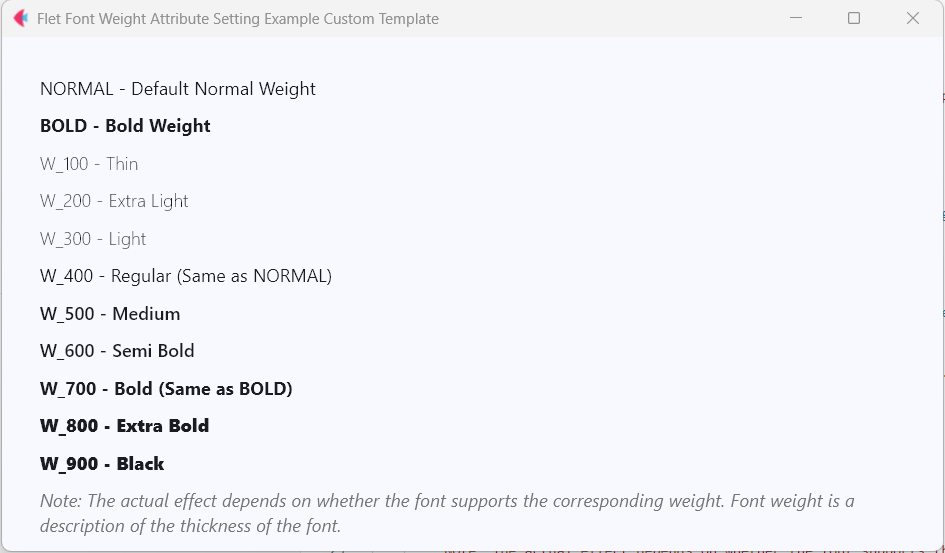 Flet Font Weight Attribute Setting Example Custom Template
NORMAL - Default Normal Weight
BOLD - Bold Weight
W_100 - Thin
W_200 - Extra Light
W_300 - Light
W_400 - Regular (Same as NORMAL)
W_500 - Medium
W_600 - Semi Bold
W_700 - Bold (Same as BOLD)
W_800 - Extra Bold
W_900 - Black
Note: The actual effect depends on whether the font supports the corresponding weight. Font weight is a
description of the thickness of the font.